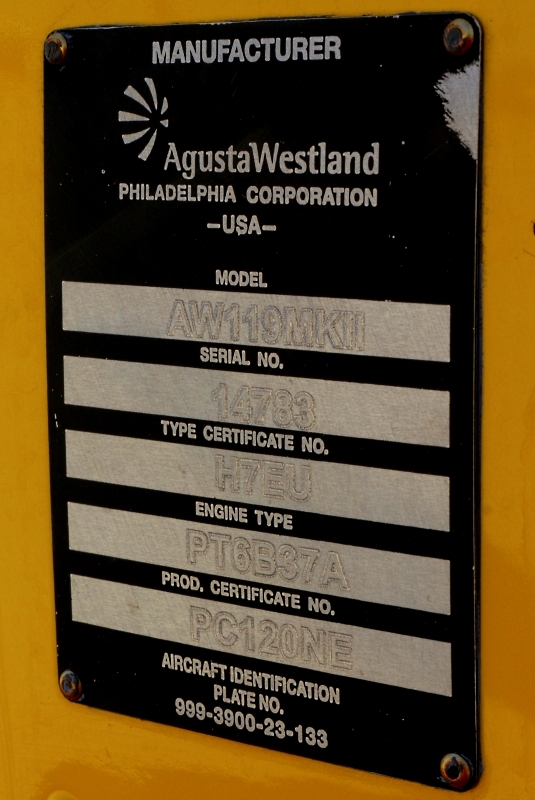 MANUFACTURER
AgustaWestland
PHILADELPHIA CORPORATION
-USA-
MODEL
AW119MKII
SERIAL NO.
14783
TYPE CERTIFICATE NO.
H7EU
ENGINE TYPE
PT6B37A
PROD. CERTIFICATE NO.
PC120NE
AIRCRAFT IDENTIFICATION
PLATE NO.
999-3900-23-133